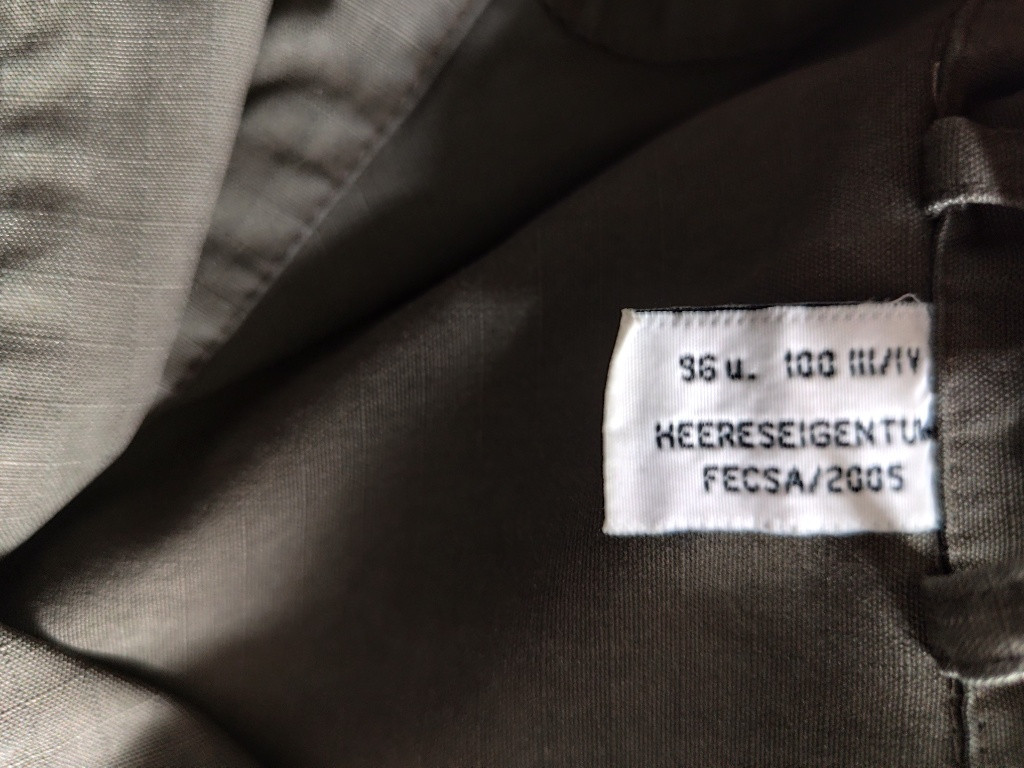 96 u. 100 III/IV
HEERESEIGENTUM
FECSA/2005